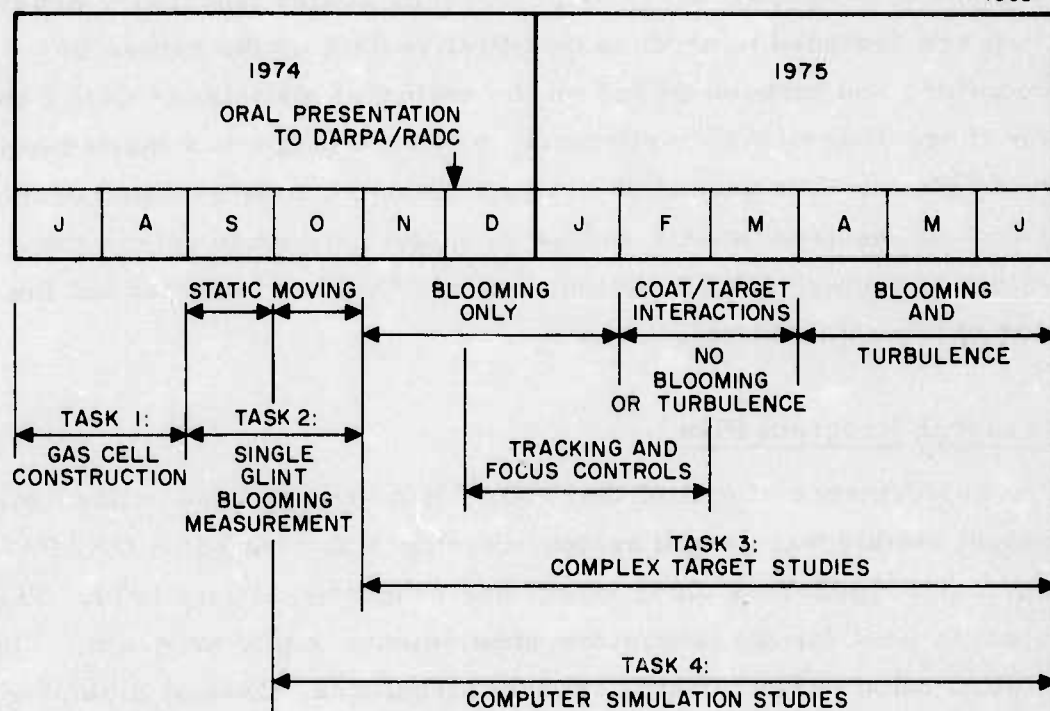 1974
1975
ORAL PRESENTATION
TO DARPA/RADC
J A S O N D J F M A M J
STATIC MOVING
BLOOMING
ONLY
COAT/TARGET
INTERACTIONS
NO
BLOOMING
OR TURBULENCE
BLOOMING
AND
TURBULENCE
TASK 1:
GAS CELL
CONSTRUCTION
TASK 2:
SINGLE
GLINT
BLOOMING
MEASUREMENT
TRACKING AND
FOCUS CONTROLS
TASK 3:
COMPLEX TARGET STUDIES
TASK 4:
COMPUTER SIMULATION STUDIES